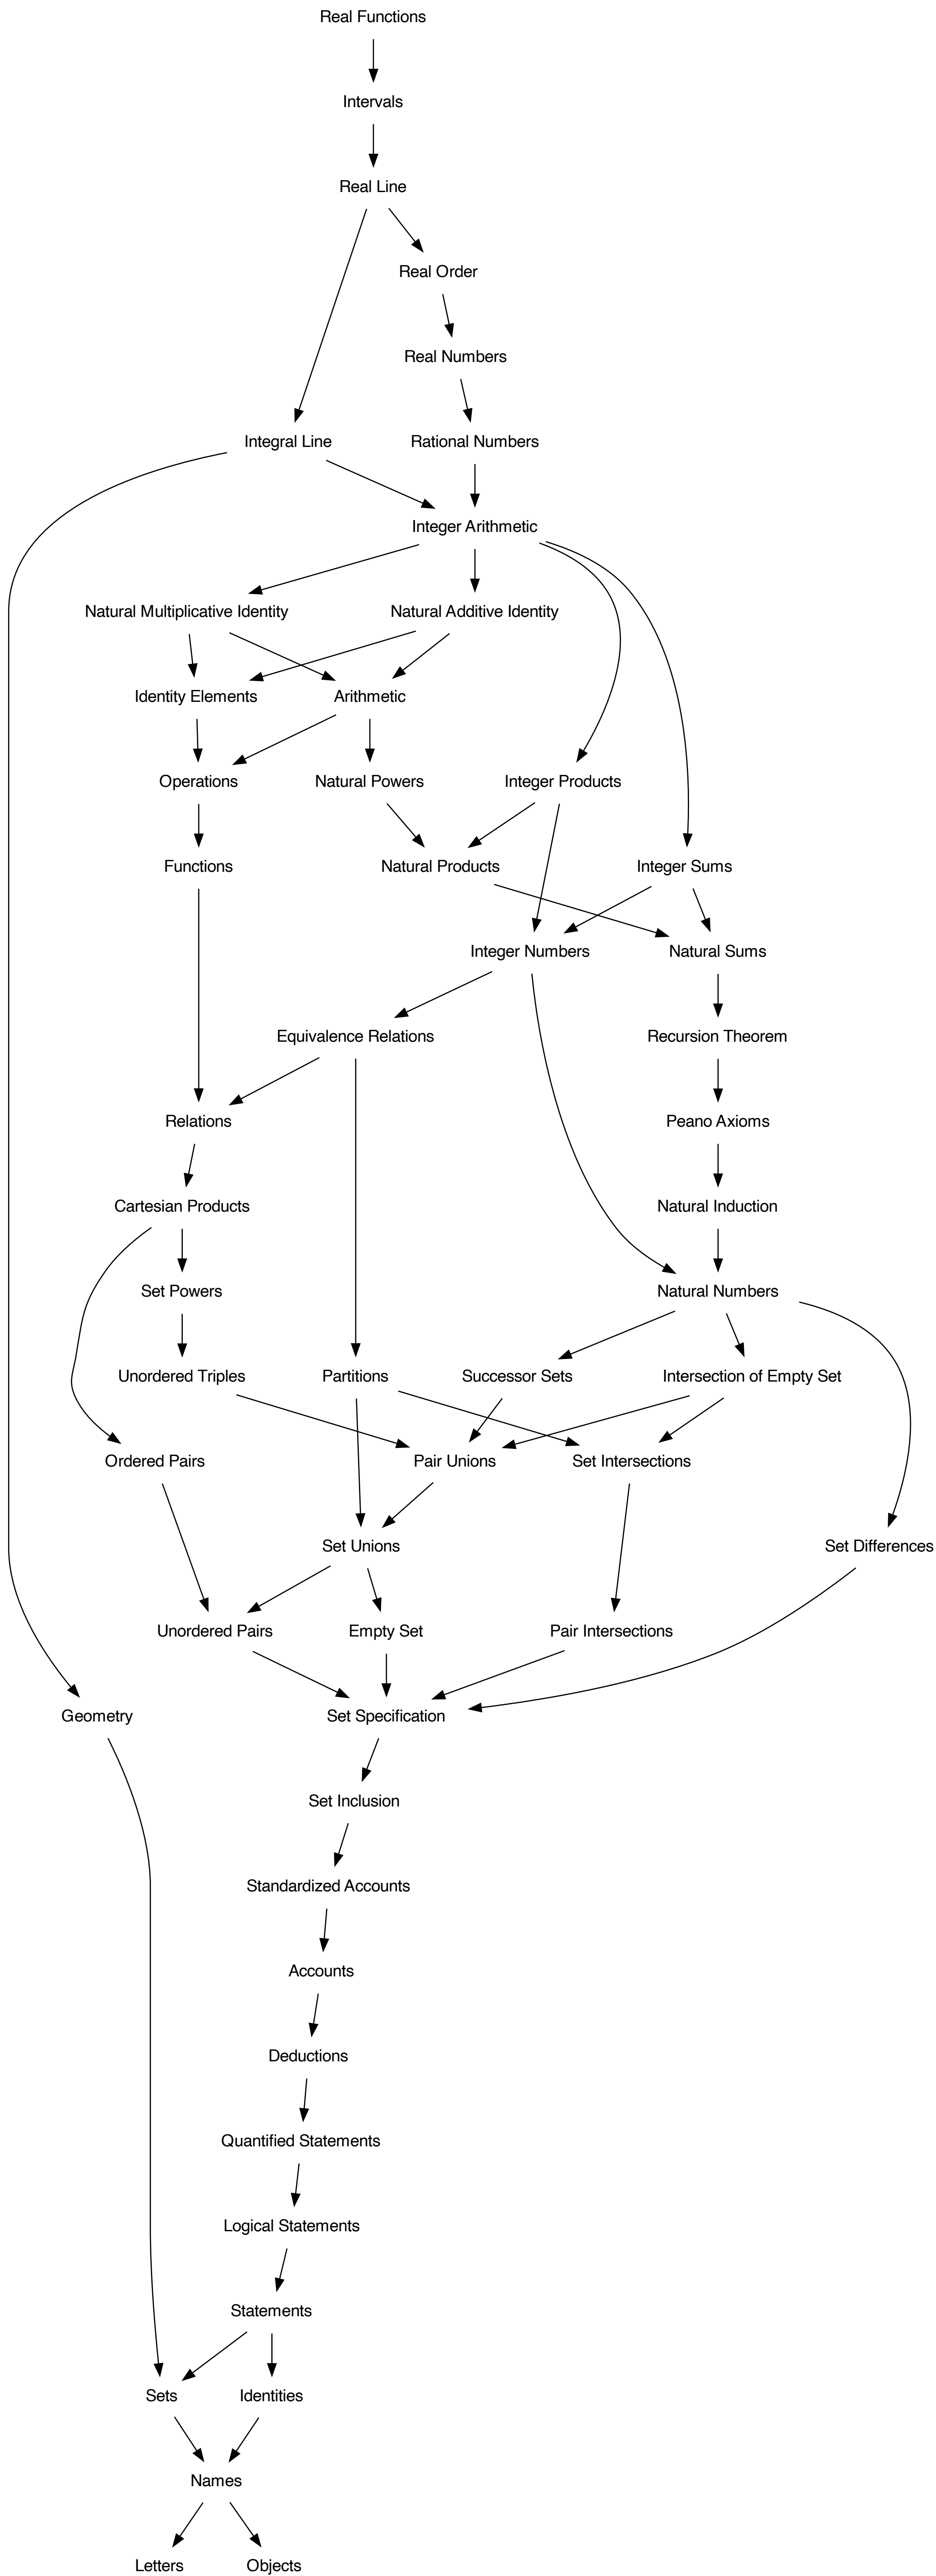 Real Functions
Intervals
Real Line
Real Order
Real Numbers
Integral Line
Rational Numbers
Integer Arithmetic
Natural Multiplicative Identity
Natural Additive Identity
Identity Elements
Arithmetic
Operations
Natural Powers
Integer Products
Functions
Natural Products
Integer Sums
Integer Numbers
Natural Sums
Equivalence Relations
Recursion Theorem
Relations
Peano Axioms
Cartesian Products
Natural Induction
Set Powers
Natural Numbers
Unordered Triples
Partitions
Successor Sets
Intersection of Empty Set
Ordered Pairs
Pair Unions
Set Intersections
Set Unions
Set Differences
Unordered Pairs
Empty Set
Pair Intersections
Geometry
Set Specification
Set Inclusion
Standardized Accounts
Accounts
Deductions
Quantified Statements
Logical Statements
Statements
Sets
Identities
Names
Letters
Objects